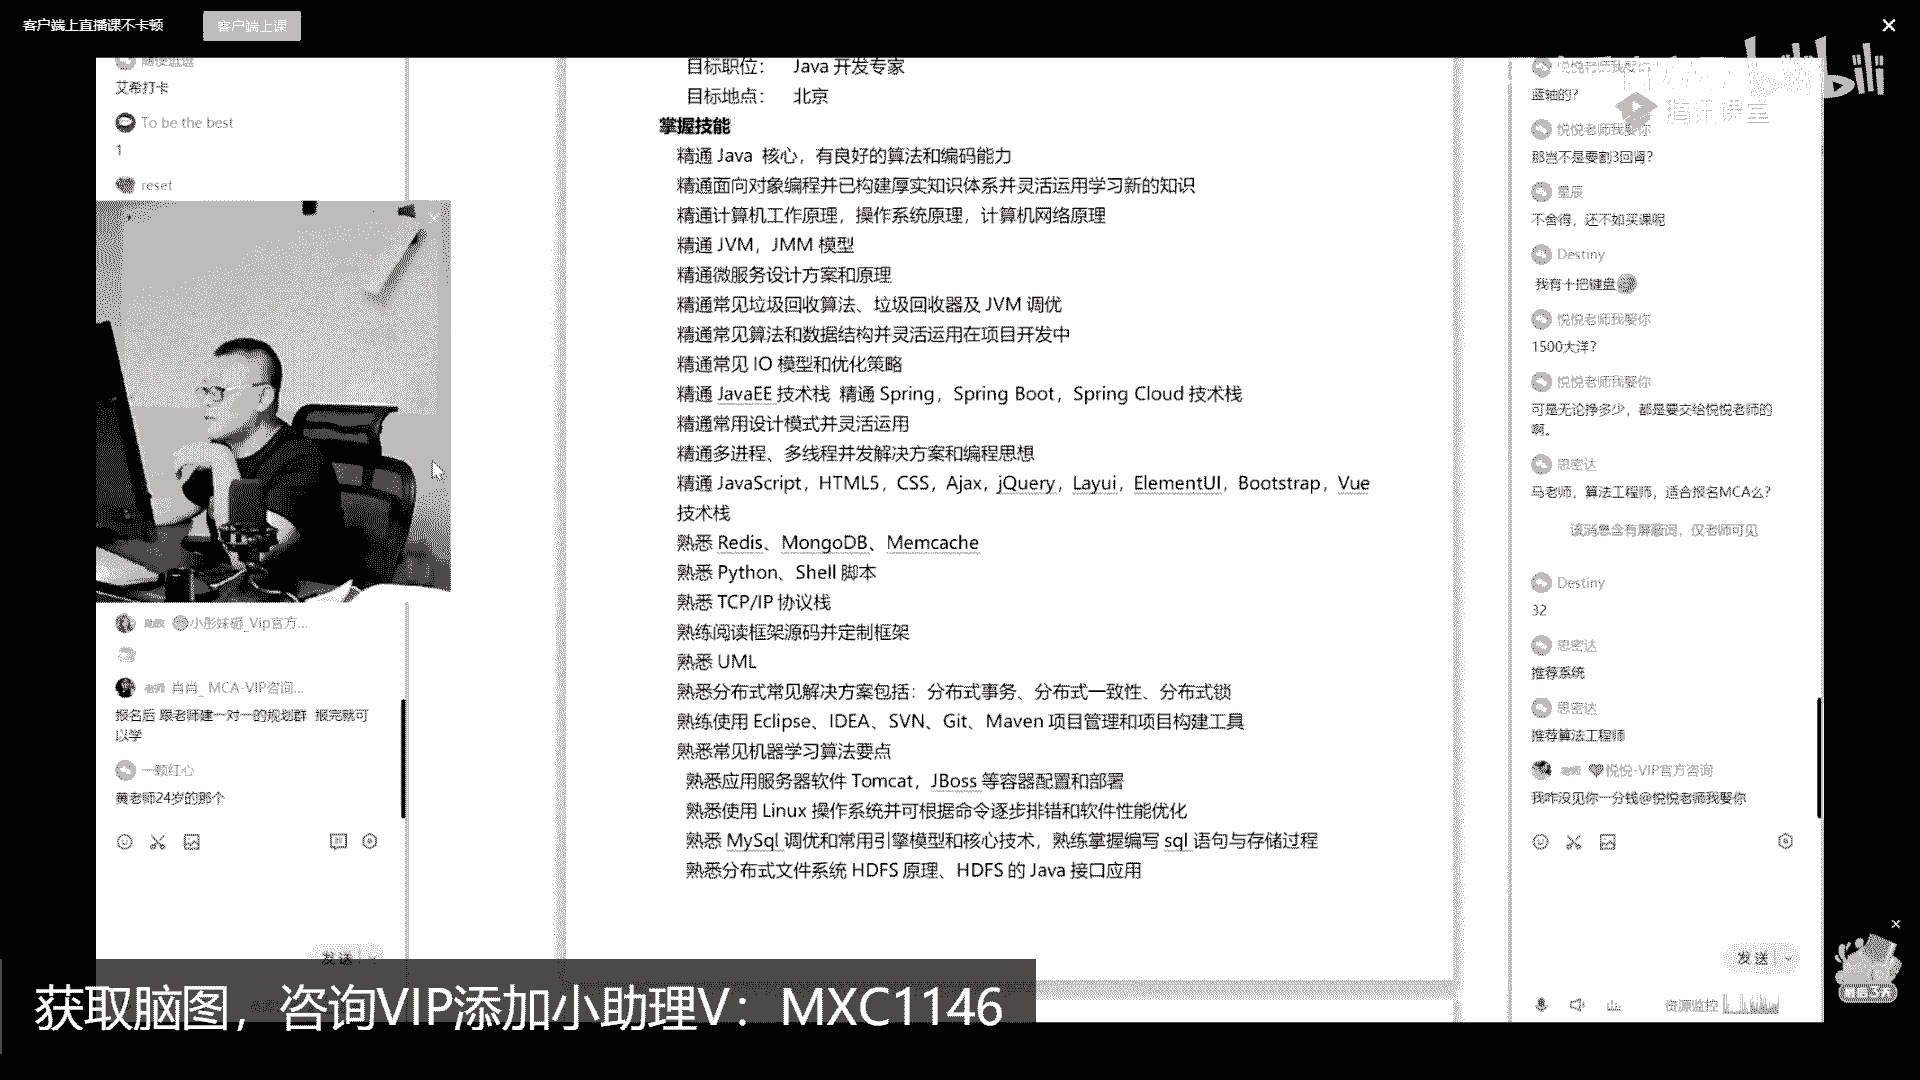 客户端上直播课不卡顿
客户端上课
随便逛逛
艾希打卡
To be the best
1
reset
目标职位： Java 开发专家
目标地点： 北京
掌握技能
精通 Java 核心，有良好的算法和编码能力
精通面向对象编程并已构建厚实知识体系并灵活运用学习新的知识
精通计算机工作原理，操作系统原理，计算机网络原理
精通 JVM，JMM 模型
精通微服务设计方案和原理
精通常见垃圾回收算法、垃圾回收器及 JVM 调优
精通常见算法和数据结构并灵活运用在项目开发中
精通常见 IO 模型和优化策略
精通 JavaEE 技术栈 精通 Spring，Spring Boot，Spring Cloud 技术栈
精通常用设计模式并灵活运用
精通多进程、多线程并发解决方案和编程思想
精通 JavaScript，HTML5，CSS，Ajax，jQuery，Layui，ElementUI，Bootstrap，Vue
技术栈
熟悉 Redis、MongoDB、Memcache
熟悉 Python、Shell 脚本
熟悉 TCP/IP 协议栈
熟练阅读框架源码并定制框架
熟悉 UML
熟悉分布式常见解决方案包括：分布式事务、分布式一致性、分布式锁
熟练使用 Eclipse、IDEA、SVN、Git、Maven 项目管理和项目构建工具
熟悉常见机器学习算法要点
熟悉应用服务器软件 Tomcat，JBoss 等容器配置和部署
熟悉使用 Linux 操作系统并可根据命令逐步排错和软件性能优化
熟悉 MySql 调优和常用引擎模型和核心技术，熟练掌握编写 sql 语句与存储过程
熟悉分布式文件系统 HDFS 原理、HDFS 的 Java 接口应用
助教 小彤妹砸_Vip官方...
老师 肖肖_ MCA-VIP咨询...
报名后 跟老师建一对一的规划群 报完就可
以学
一颗红心
黄老师24岁的那个
发送
悦悦老师我娶你
蓝轴的？
bilibili
腾讯课堂
悦悦老师我娶你
那岂不是要割3回肾？
星辰
不舍得，还不如买课呢
Destiny
我有十把键盘
悦悦老师我娶你
1500大洋？
悦悦老师我娶你
可是无论挣多少，都是要交给悦悦老师的
啊。
思密达
马老师，算法工程师，适合报名MCA么？
该消息含有屏蔽词，仅老师可见
Destiny
32
思密达
推荐系统
思密达
推荐算法工程师
老师 悦悦-VIP官方咨询
我咋没见你一分钱@悦悦老师我娶你
发送
资源监控
获取脑图，咨询VIP添加小助理V：MXC1146